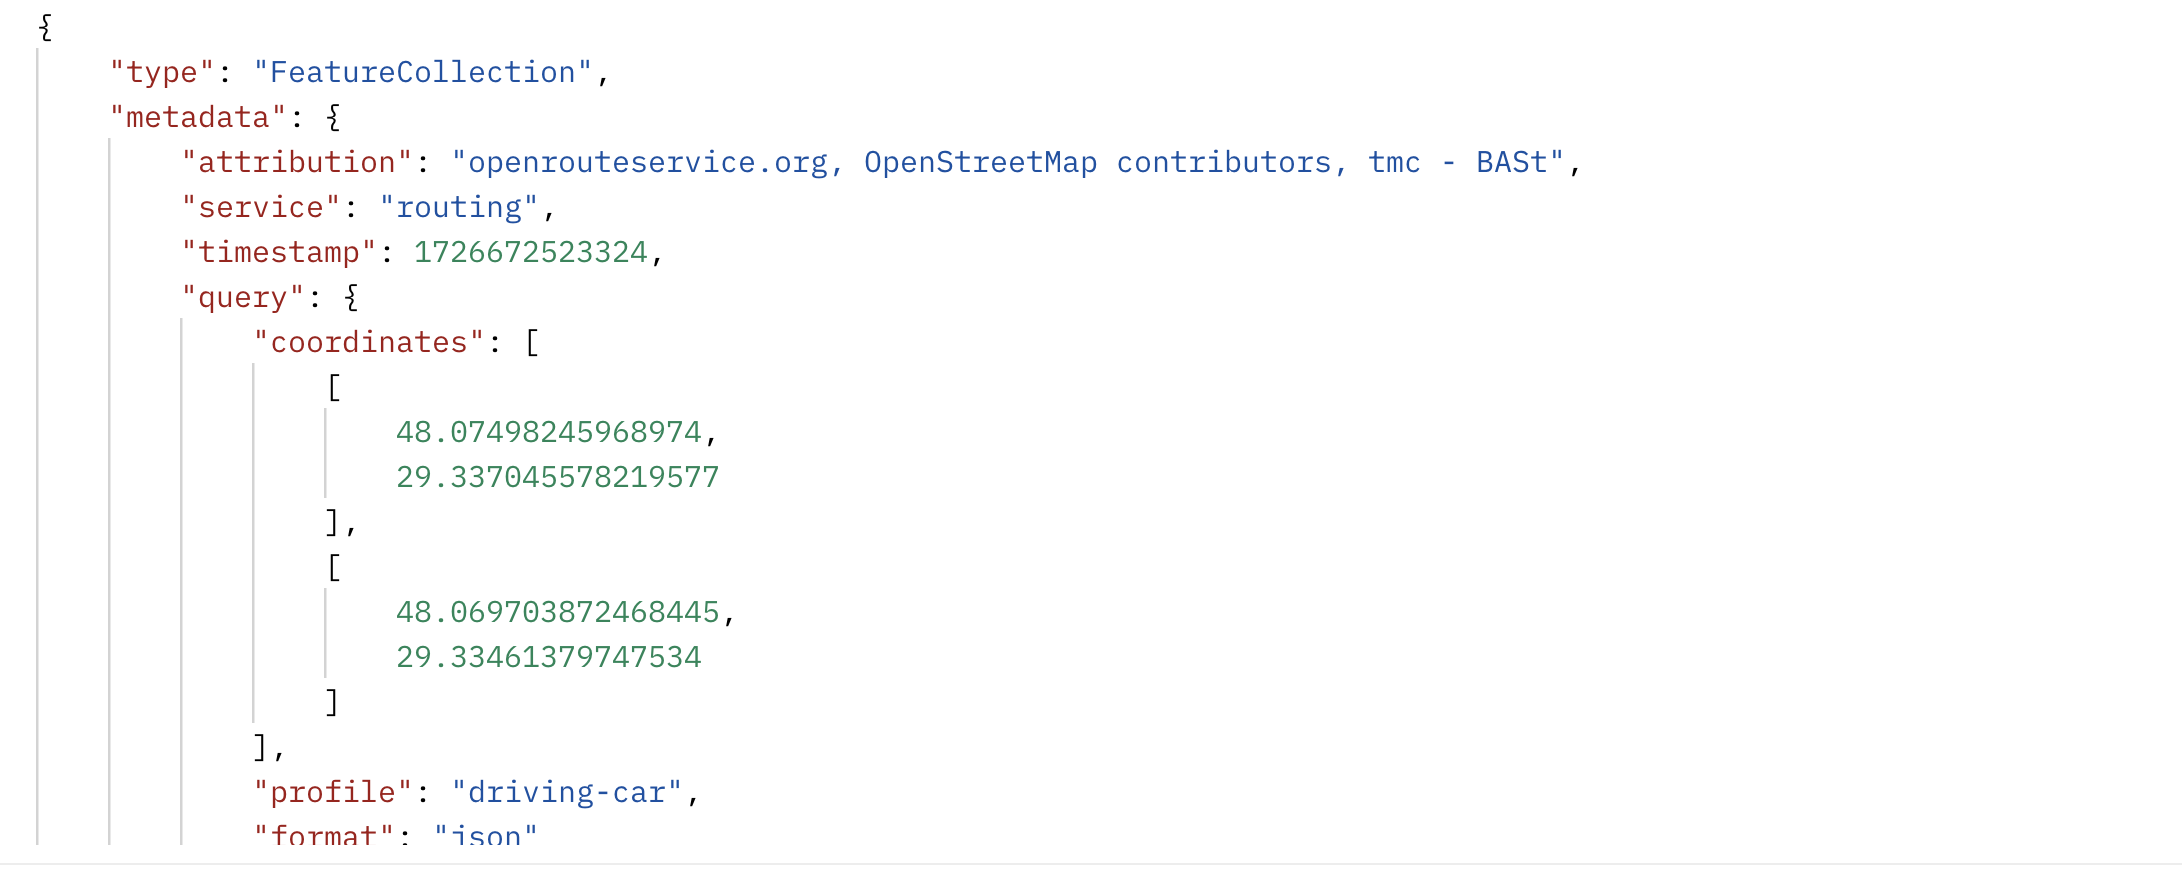 {
"type": "FeatureCollection",
"metadata": {
"attribution": "openrouteservice.org, OpenStreetMap contributors, tmc - BASt",
"service": "routing",
"timestamp": 1726672523324,
"query": {
"coordinates": [
[
48.07498245968974,
29.337045578219577
],
[
48.069703872468445,
29.33461379747534
]
],
"profile": "driving-car",
"format": "json"